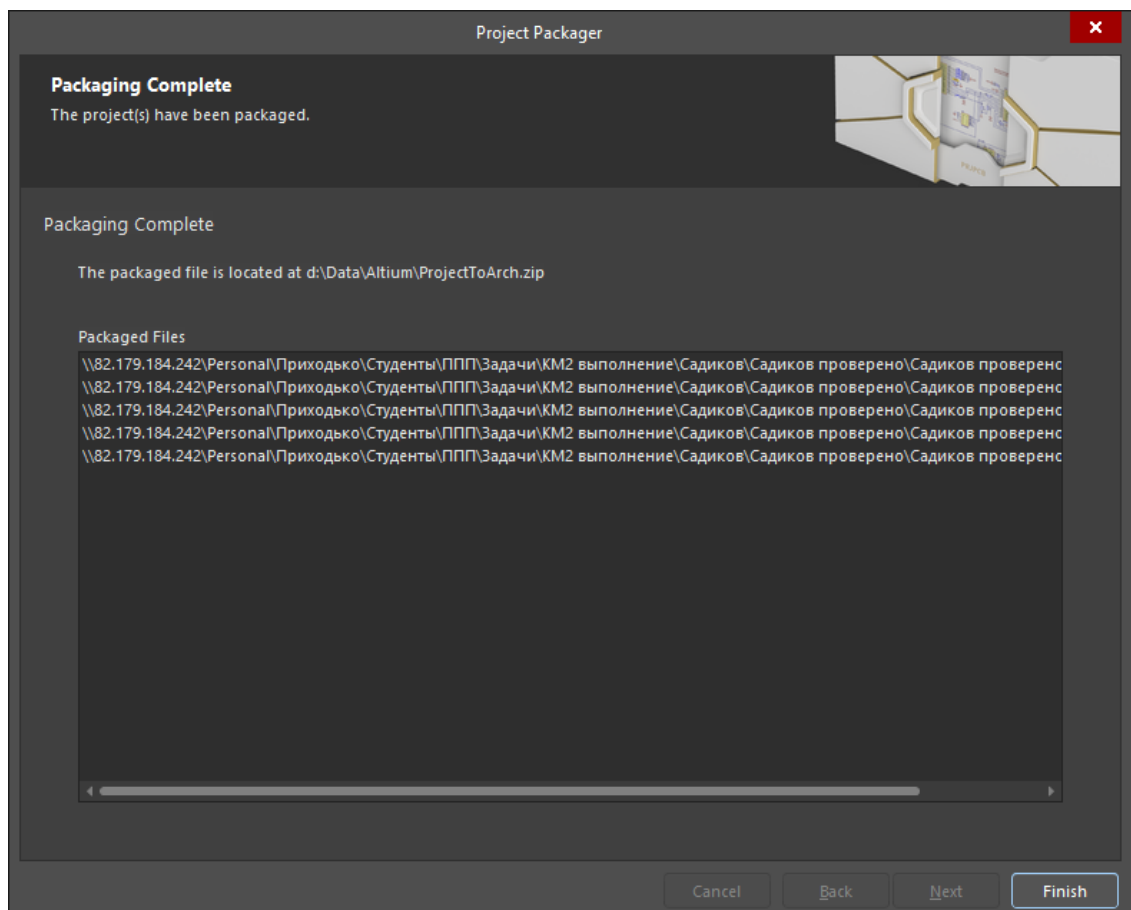 Project Packager
Packaging Complete
The project(s) have been packaged.
Packaging Complete
The packaged file is located at d:\Data\Altium\ProjectToArch.zip
Packaged Files
\\82.179.184.242\Personal\Приходько\Студенты\ППП\Задачи\КМ2 выполнение\Садиков\Садиков проверено\Садиков проверено
\\82.179.184.242\Personal\Приходько\Студенты\ППП\Задачи\КМ2 выполнение\Садиков\Садиков проверено\Садиков проверено
\\82.179.184.242\Personal\Приходько\Студенты\ППП\Задачи\КМ2 выполнение\Садиков\Садиков проверено\Садиков проверено
\\82.179.184.242\Personal\Приходько\Студенты\ППП\Задачи\КМ2 выполнение\Садиков\Садиков проверено\Садиков проверено
\\82.179.184.242\Personal\Приходько\Студенты\ППП\Задачи\КМ2 выполнение\Садиков\Садиков проверено\Садиков проверено
Cancel Back Next Finish